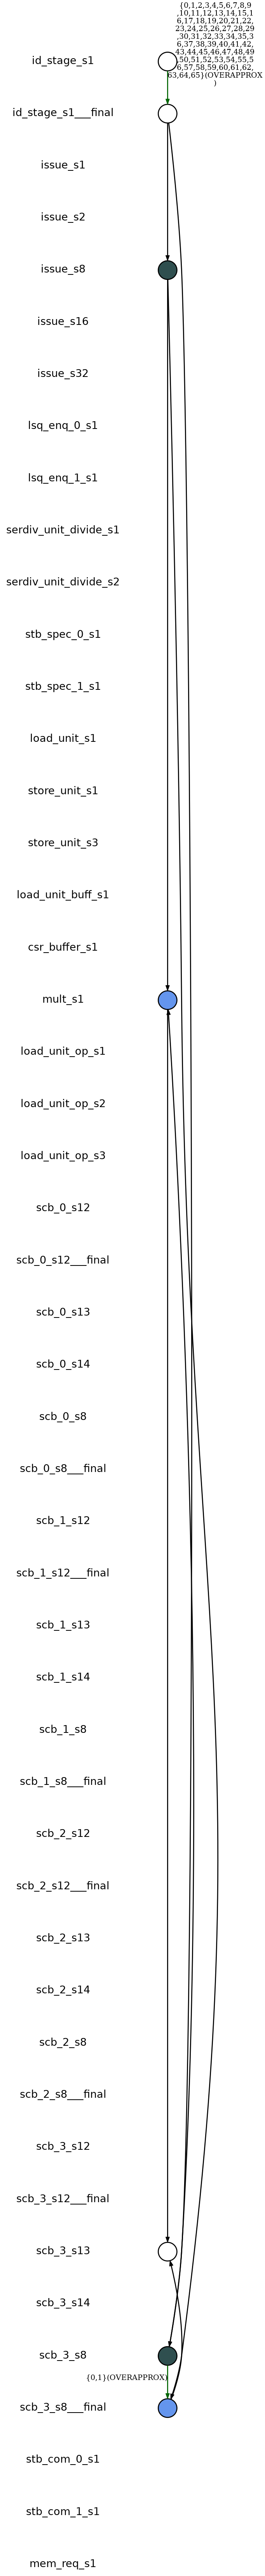 {0,1,2,3,4,5,6,7,8,9
,10,11,12,13,14,15,1
6,17,18,19,20,21,22,
23,24,25,26,27,28,29
,30,31,32,33,34,35,3
6,37,38,39,40,41,42,
43,44,45,46,47,48,49
,50,51,52,53,54,55,5
6,57,58,59,60,61,62,
63,64,65}(OVERAPPROX
)
id_stage_s1
id_stage_s1___final
issue_s1
issue_s2
issue_s8
issue_s16
issue_s32
lsq_enq_0_s1
lsq_enq_1_s1
serdiv_unit_divide_s1
serdiv_unit_divide_s2
stb_spec_0_s1
stb_spec_1_s1
load_unit_s1
store_unit_s1
store_unit_s3
load_unit_buff_s1
csr_buffer_s1
mult_s1
load_unit_op_s1
load_unit_op_s2
load_unit_op_s3
scb_0_s12
scb_0_s12___final
scb_0_s13
scb_0_s14
scb_0_s8
scb_0_s8___final
scb_1_s12
scb_1_s12___final
scb_1_s13
scb_1_s14
scb_1_s8
scb_1_s8___final
scb_2_s12
scb_2_s12___final
scb_2_s13
scb_2_s14
scb_2_s8
scb_2_s8___final
scb_3_s12
scb_3_s12___final
scb_3_s13
scb_3_s14
scb_3_s8
{0,1}(OVERAPPROX)
scb_3_s8___final
stb_com_0_s1
stb_com_1_s1
mem_req_s1